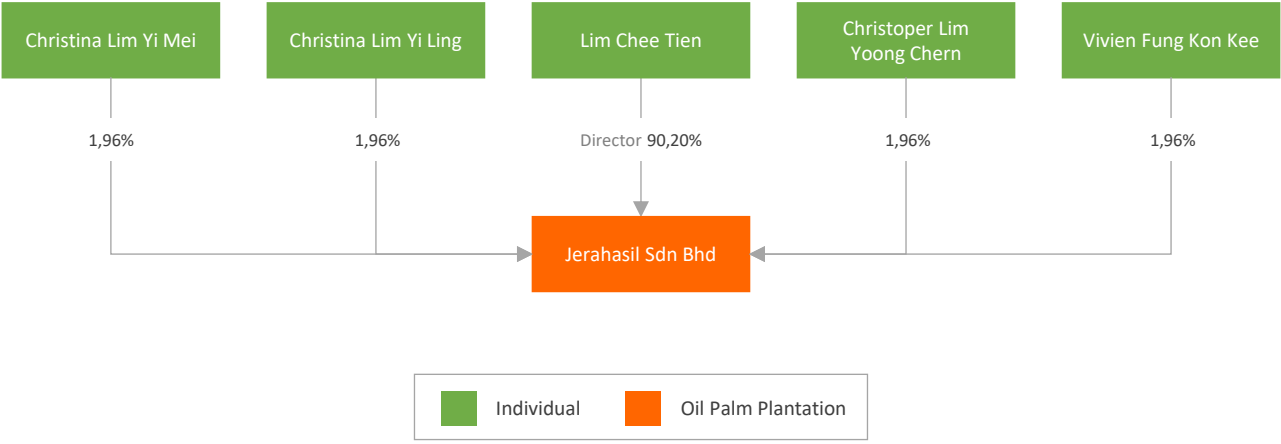 Christina Lim Yi Mei
Christina Lim Yi Ling
Lim Chee Tien
Christoper Lim
Yoong Chern
Vivien Fung Kon Kee
1,96%
1,96%
Director 90,20%
1,96%
1,96%
Jerahasil Sdn Bhd
Individual
Oil Palm Plantation